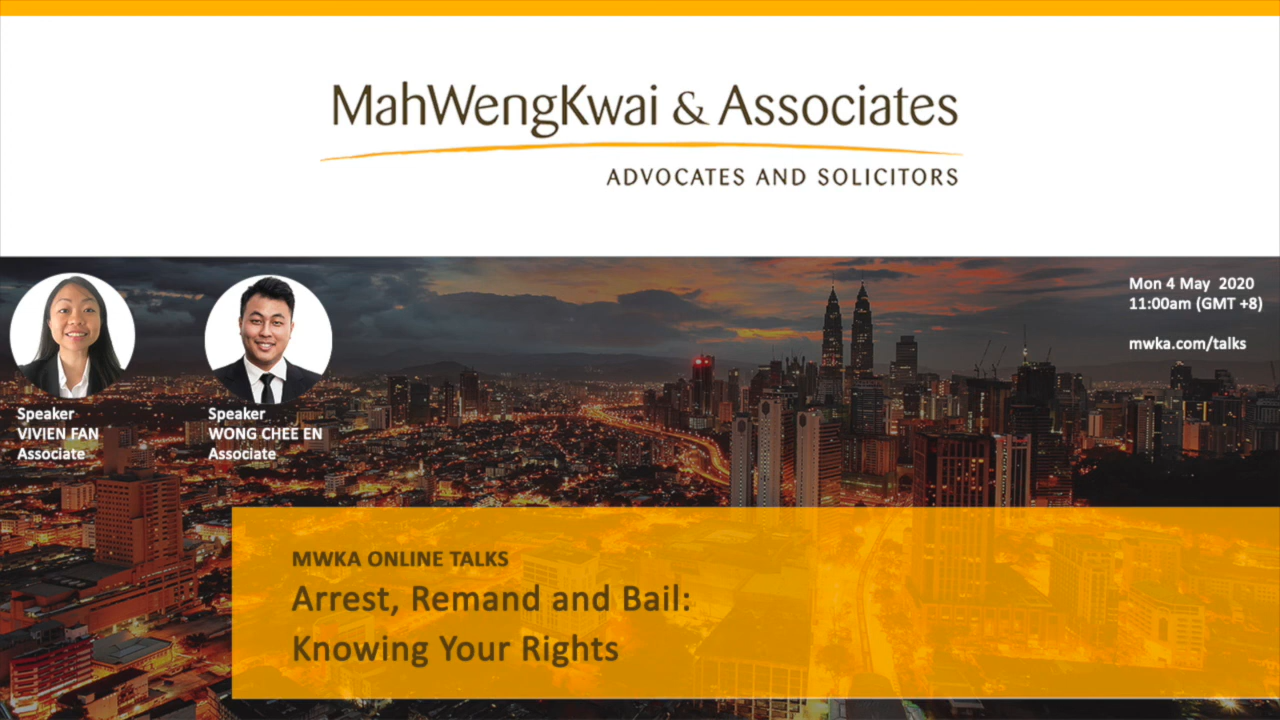 MahWengKwai & Associates
ADVOCATES AND SOLICITORS
Mon 4 May 2020
11:00am (GMT +8)
mwka.com/talks
Speaker
VIVIEN FAN
Associate
Speaker
WONG CHEE EN
Associate
MWKA ONLINE TALKS
Arrest, Remand and Bail:
Knowing Your Rights